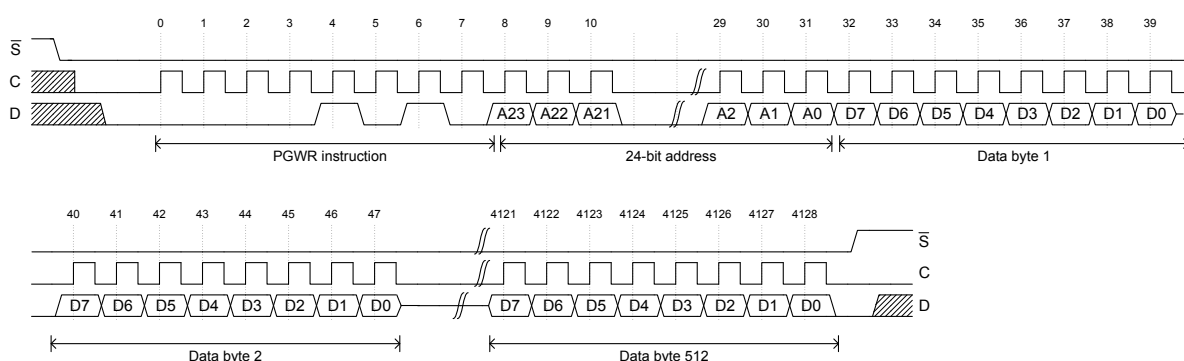 0 1 2 3 4 5 6 7 8 9 10 29 30 31 32 33 34 35 36 37 38 39
S
C
D A23 A22 A21 A2 A1 A0 D7 D6 D5 D4 D3 D2 D1 D0
PGWR instruction 24-bit address Data byte 1
40 41 42 43 44 45 46 47 4121 4122 4123 4124 4125 4126 4127 4128
S
C
D7 D6 D5 D4 D3 D2 D1 D0 D7 D6 D5 D4 D3 D2 D1 D0 D
Data byte 2 Data byte 512